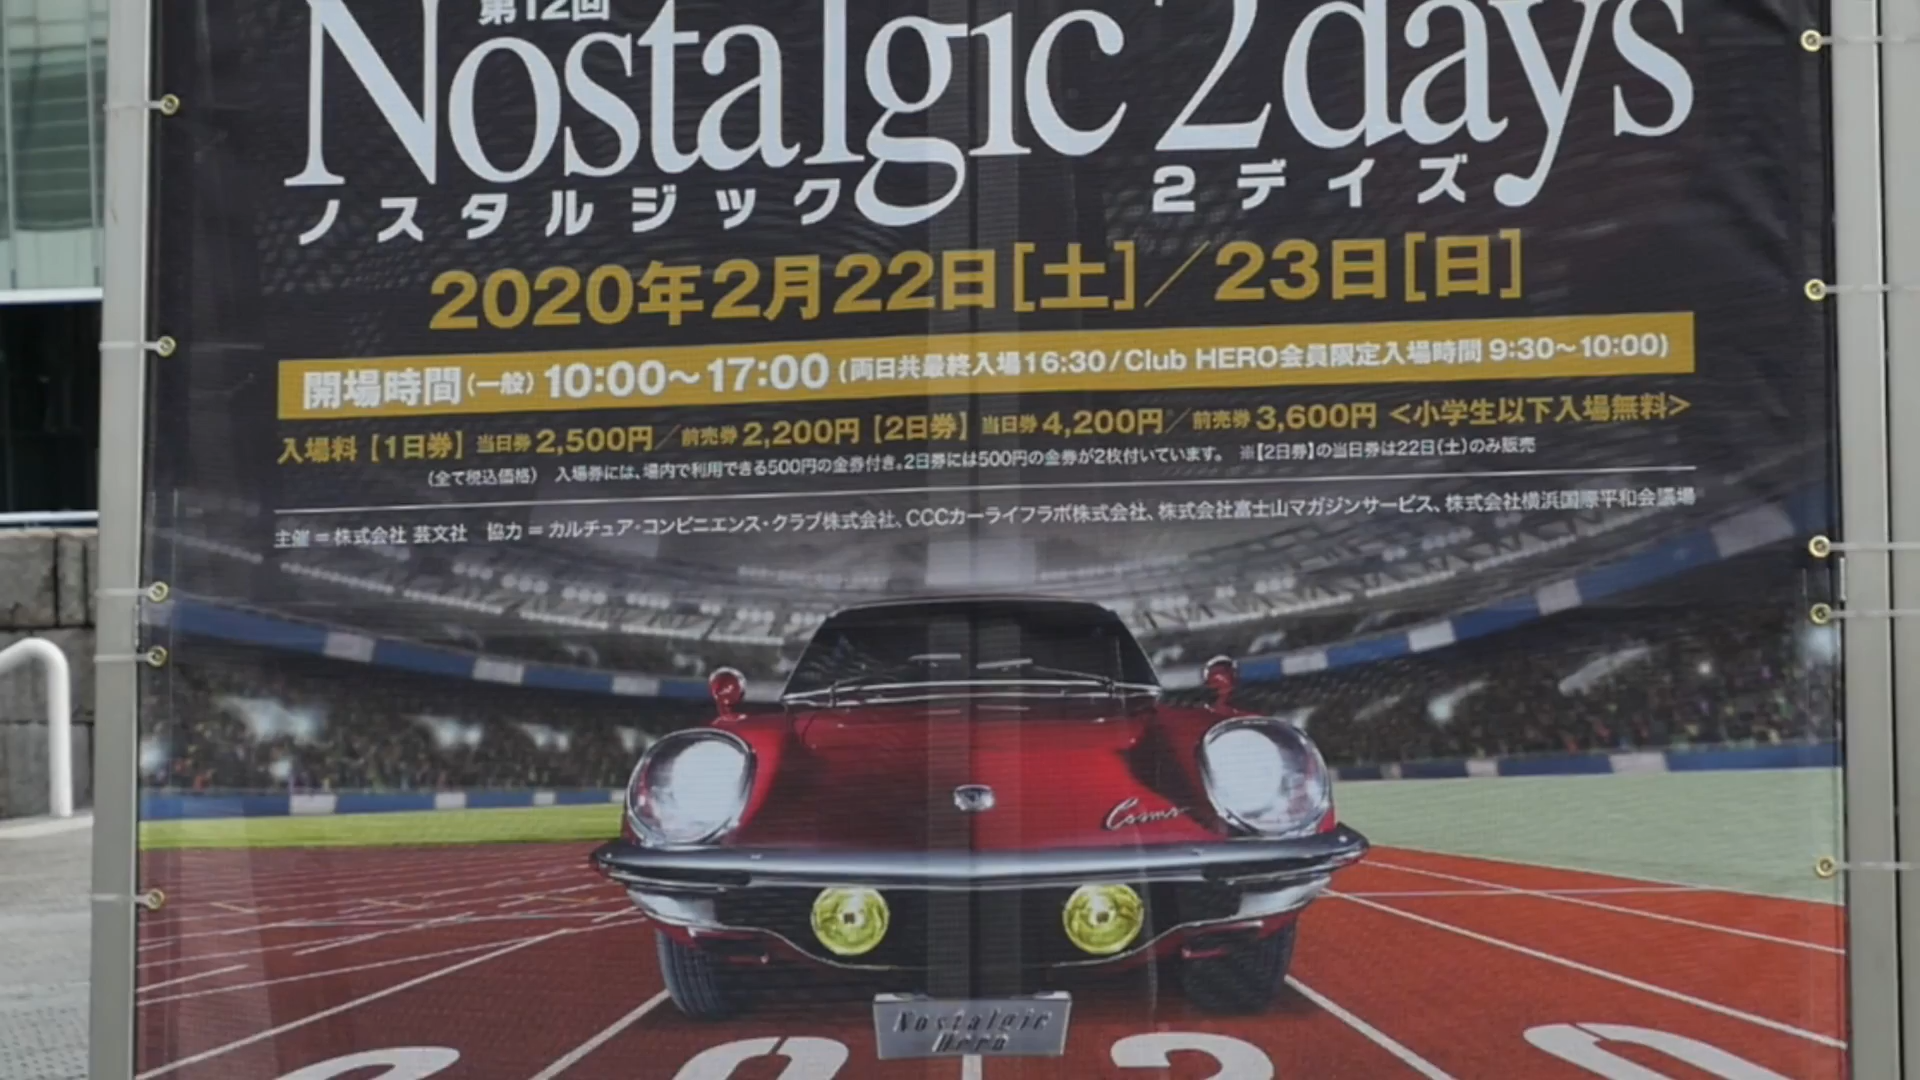 第12回
Nostalgic 2days
ノスタルジック 2デイズ
2020年2月22日[土]／23日[日]
開場時間(一般) 10:00〜17:00 (両日共最終入場16:30/Club HERO会員限定入場時間 9:30〜10:00)
入場料【1日券】当日券2,500円／前売券2,200円【2日券】当日券4,200円／前売券3,600円 <小学生以下入場無料>
(全て税込価格) 入場券には、場内で利用できる500円の金券付き。2日券には500円の金券が2枚付いています。 ※【2日券】の当日券は22日(土)のみ販売
主催＝株式会社 芸文社 協力＝カルチュア・コンビニエンス・クラブ株式会社、CCCカーライフラボ株式会社、株式会社富士山マガジンサービス、株式会社横浜国際平和会議場
Cosmo
Nostalgic
Hero
2 0 2 0